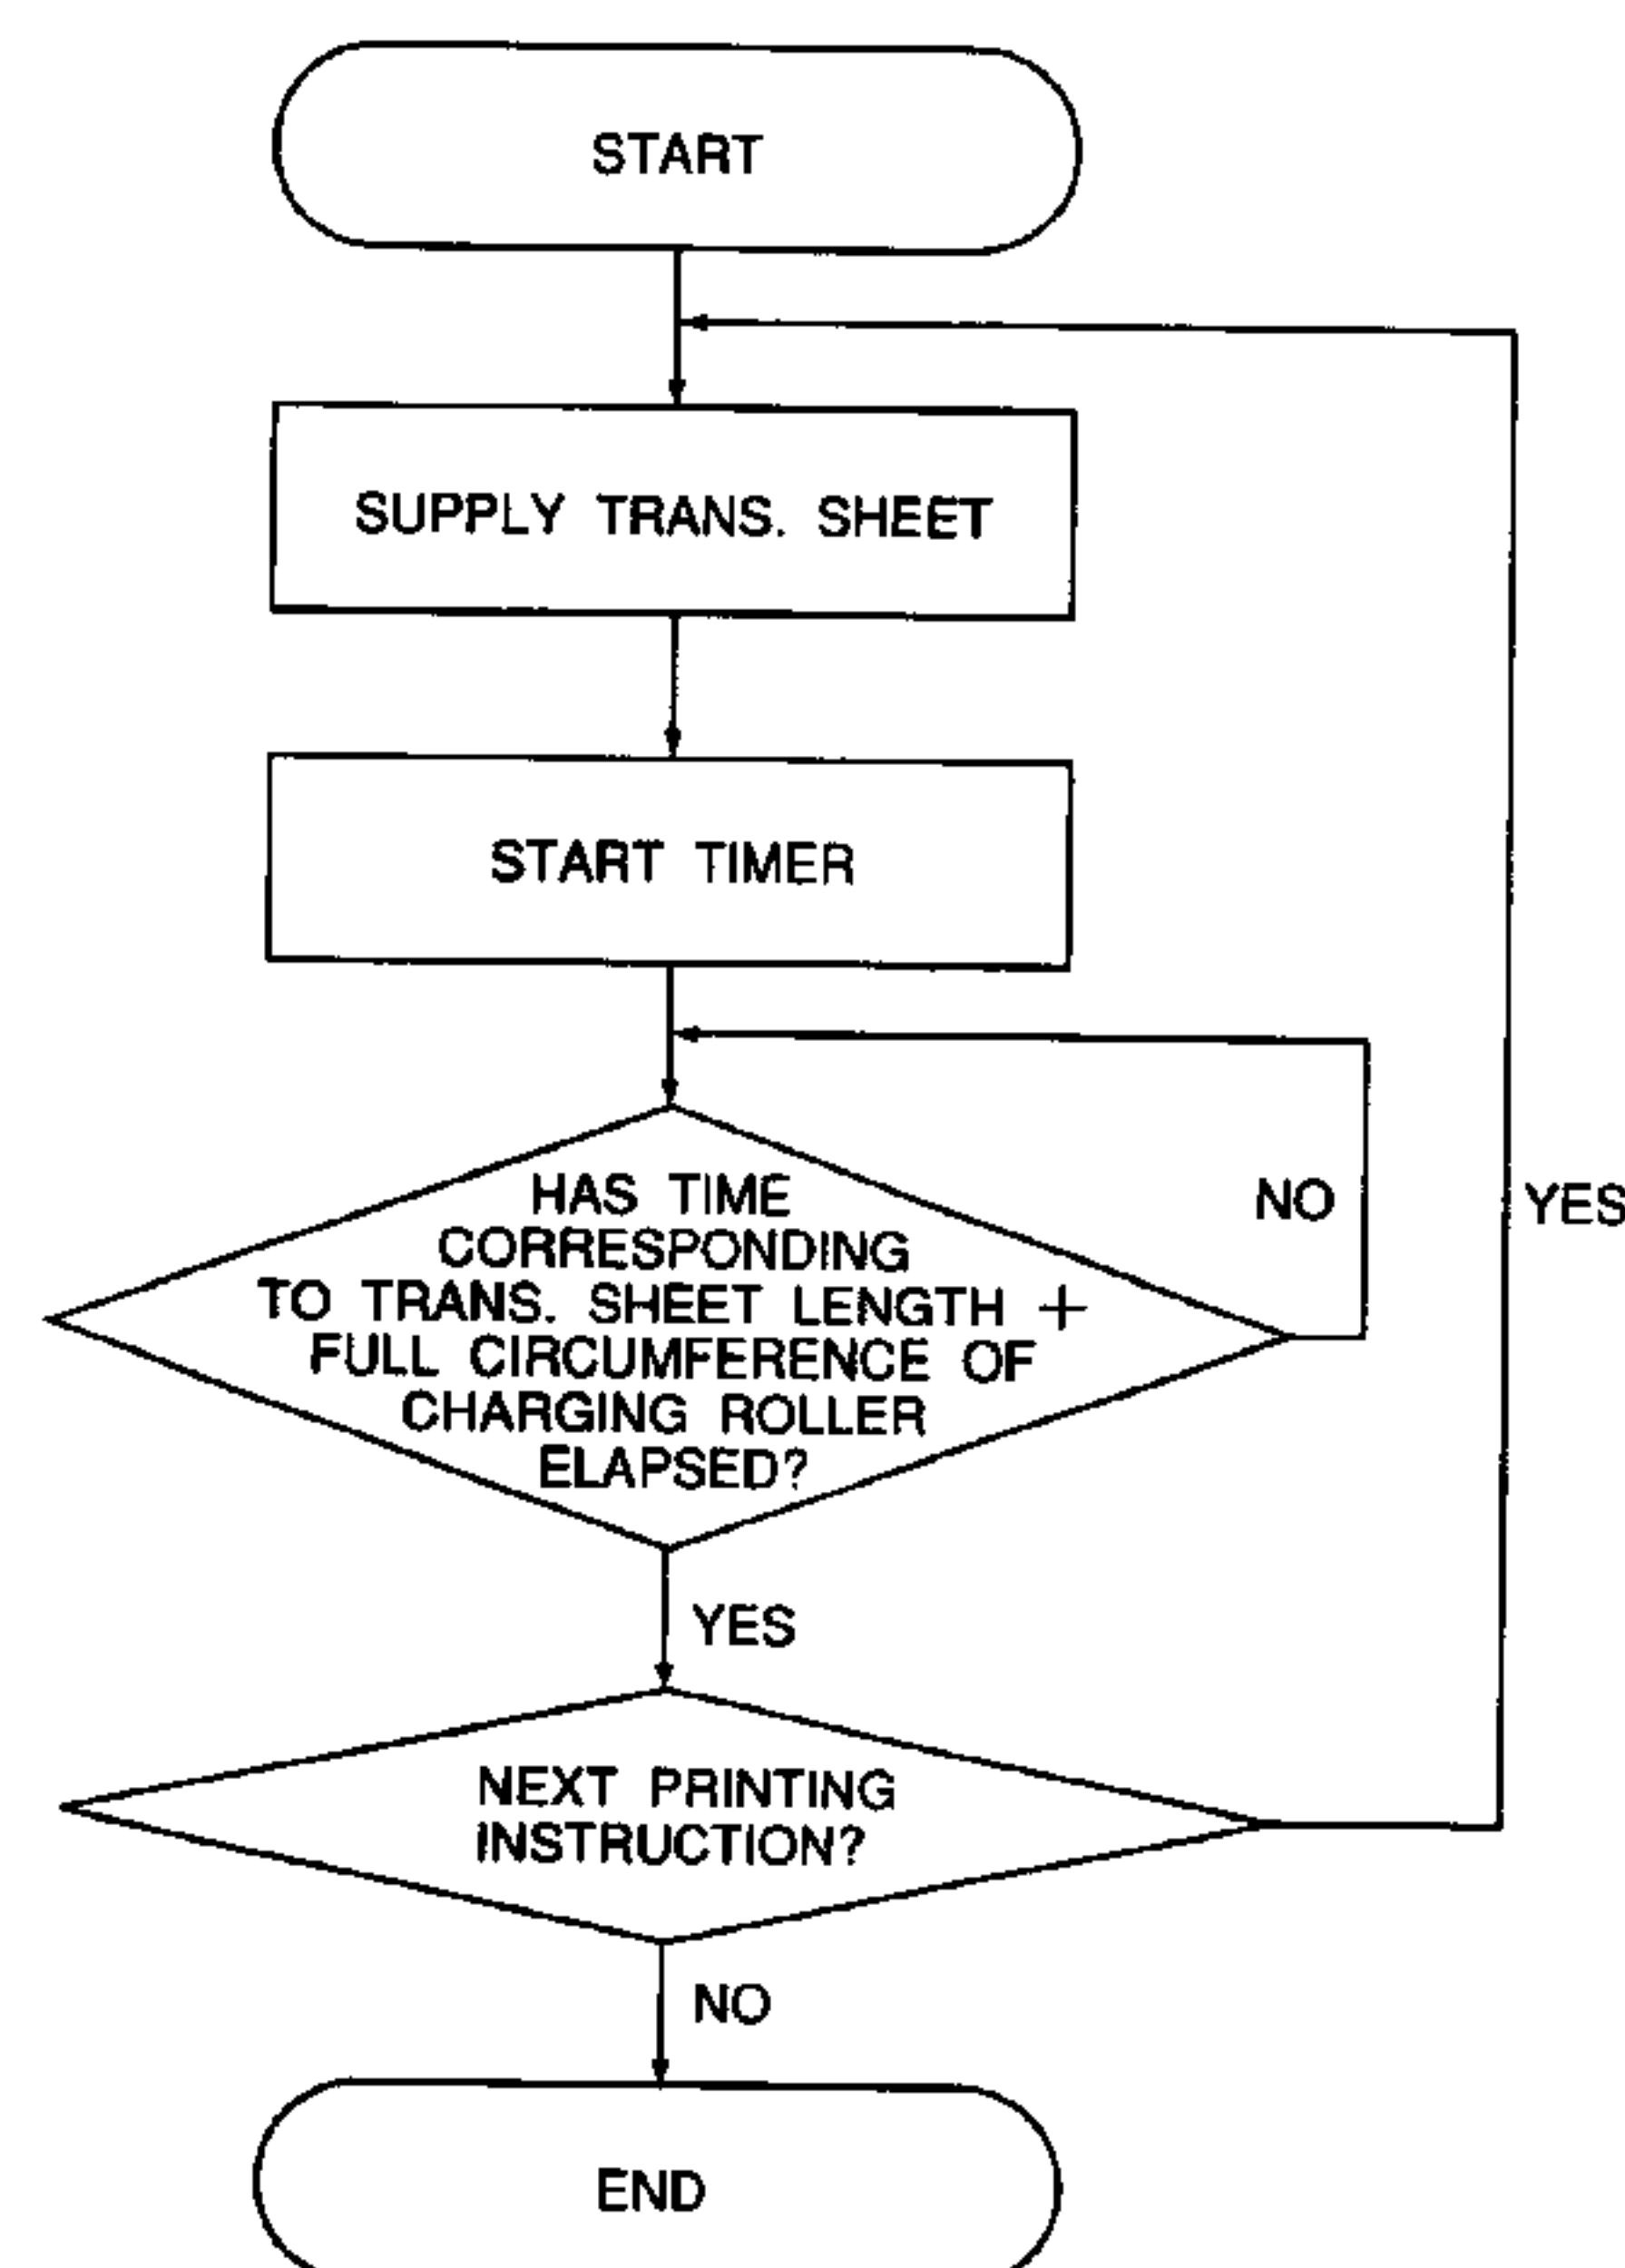 START
SUPPLY TRANS. SHEET
START TIMER
HAS TIME
CORRESPONDING
TO TRANS. SHEET LENGTH +
FULL CIRCUMFERENCE OF
CHARGING ROLLER
ELAPSED?
NO
YES
YES
NEXT PRINTING
INSTRUCTION?
NO
END